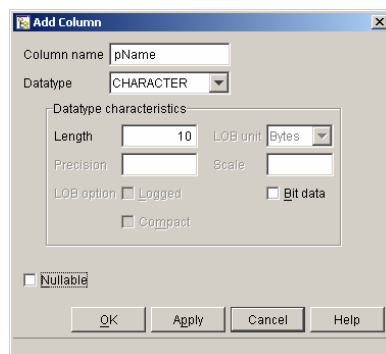 Add Column
Column name pName
Datatype CHARACTER
Datatype characteristics
Length 10 LOB unit Bytes
Precision Scale
LOB option Logged Bit data
Compact
Nullable
OK Apply Cancel Help